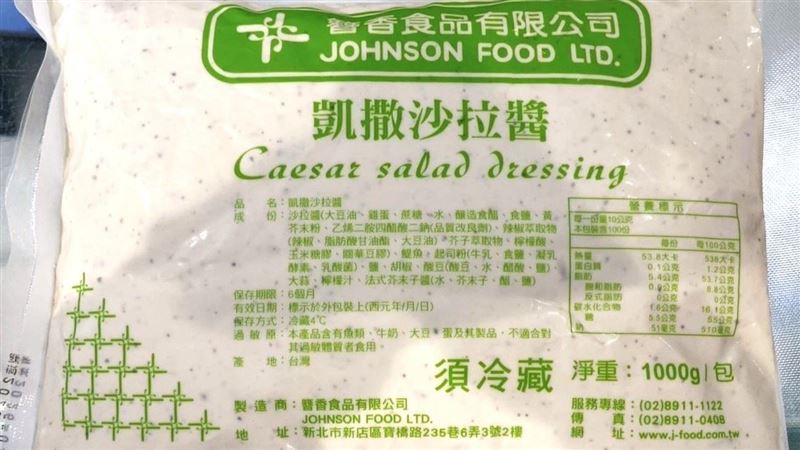 馨香食品有限公司
JOHNSON FOOD LTD.
凱撒沙拉醬
Caesar salad dressing
品 名：凱撒沙拉醬
成 份：沙拉醬(大豆油、雞蛋、蔗糖、水、釀造食醋、食鹽、黃
芥末粉、乙烯二胺四醋酸二鈉(品質改良劑)、辣椒萃取物
(辣椒、脂肪酸甘油酯、大豆油)、芥子萃取物、檸檬酸、
玉米糖膠、關華豆膠)、鯷魚、起司粉(牛乳、食鹽、凝乳
酵素、乳酸菌)、鹽、胡椒、酸豆(酸豆、水、醋酸、鹽)、
大蒜、檸檬汁、法式芥末子醬(水、芥末子、醋、鹽)
保存期限：6個月
有效日期：標示於外包裝上(西元年/月/日)
保存方式：冷藏4℃
過 敏 原：本產品含有魚類、牛奶、大豆、蛋及其製品，不適合對
其過敏體質者食用
產 地：台灣
營養標示
每一份量10公克
本包裝含100份
每份 每100公克
熱量 53.8大卡 538大卡
蛋白質 0.1公克 1.2公克
脂肪 5.4公克 53.7公克
飽和脂肪 0.9公克 8.8公克
反式脂肪 0公克 0公克
碳水化合物 1.6公克 16.1公克
糖
鈉 51毫克 510毫克
須冷藏 淨重：1000g/包
製 造 商：馨香食品有限公司
JOHNSON FOOD LTD.
地 址：新北市新店區寶橋路235巷6弄3號2樓
服務專線：(02)8911-1122
傳 真：(02)8911-0408
網 址：www.j-food.com.tw